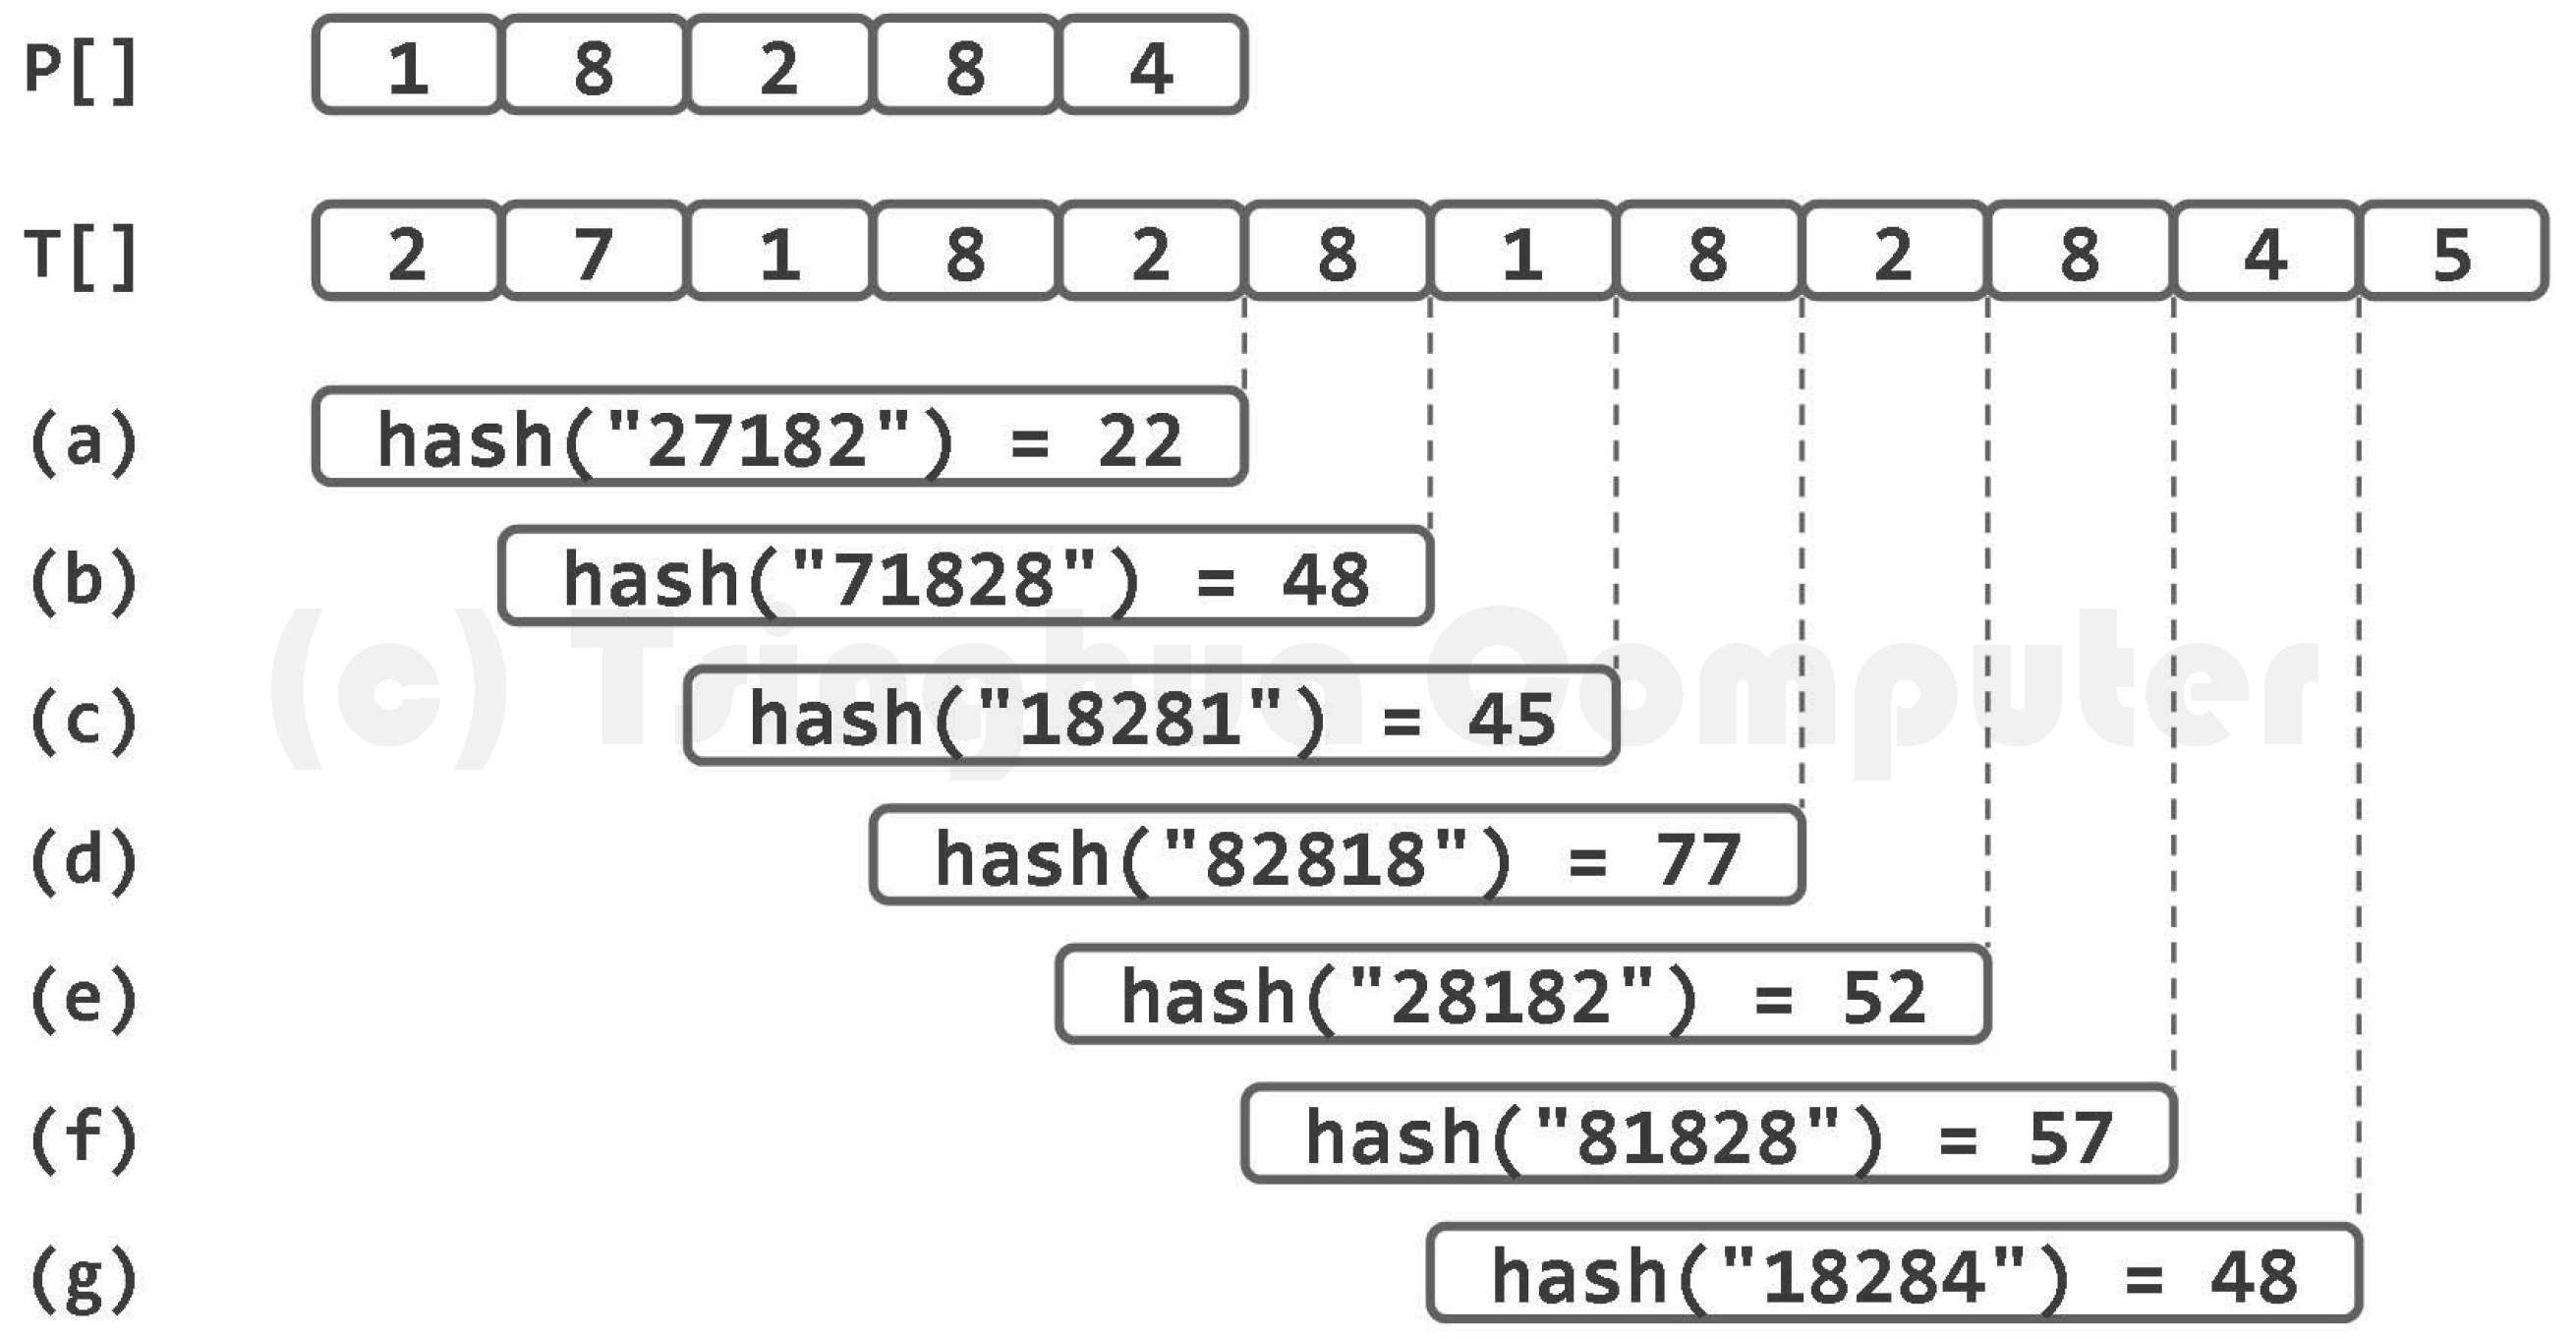 P[] 1 8 2 8 4
T[] 2 7 1 8 2 8 1 8 2 8 4 5
(a) hash("27182") = 22
(b) hash("71828") = 48
(c) Tsinghua Computer
(c) hash("18281") = 45
(d) hash("82818") = 77
(e) hash("28182") = 52
(f) hash("81828") = 57
(g) hash("18284") = 48